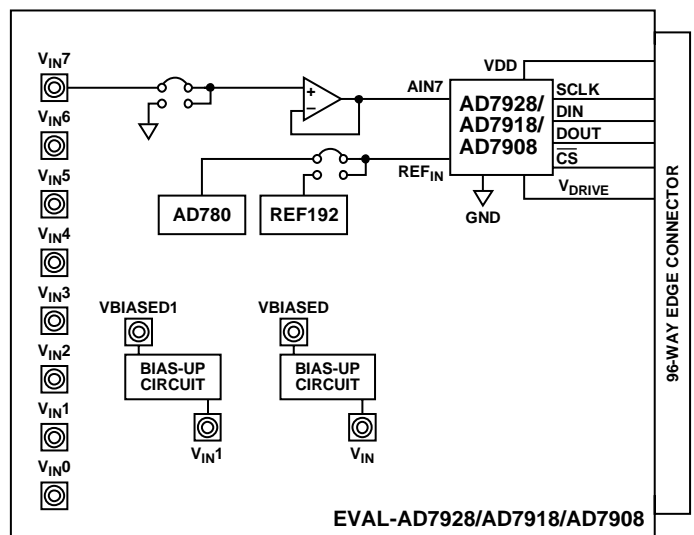 VIN7
VIN6
VIN5
VIN4
VIN3
VIN2
VIN1
VIN0
+
−
AIN7
AD780
REF192
REFIN
AD7928/
AD7918/
AD7908
GND
VDD
SCLK
DIN
DOUT
CS
VDRIVE
96-WAY EDGE CONNECTOR
VBIASED1
BIAS-UP
CIRCUIT
VIN1
VBIASED
BIAS-UP
CIRCUIT
VIN
EVAL-AD7928/AD7918/AD7908